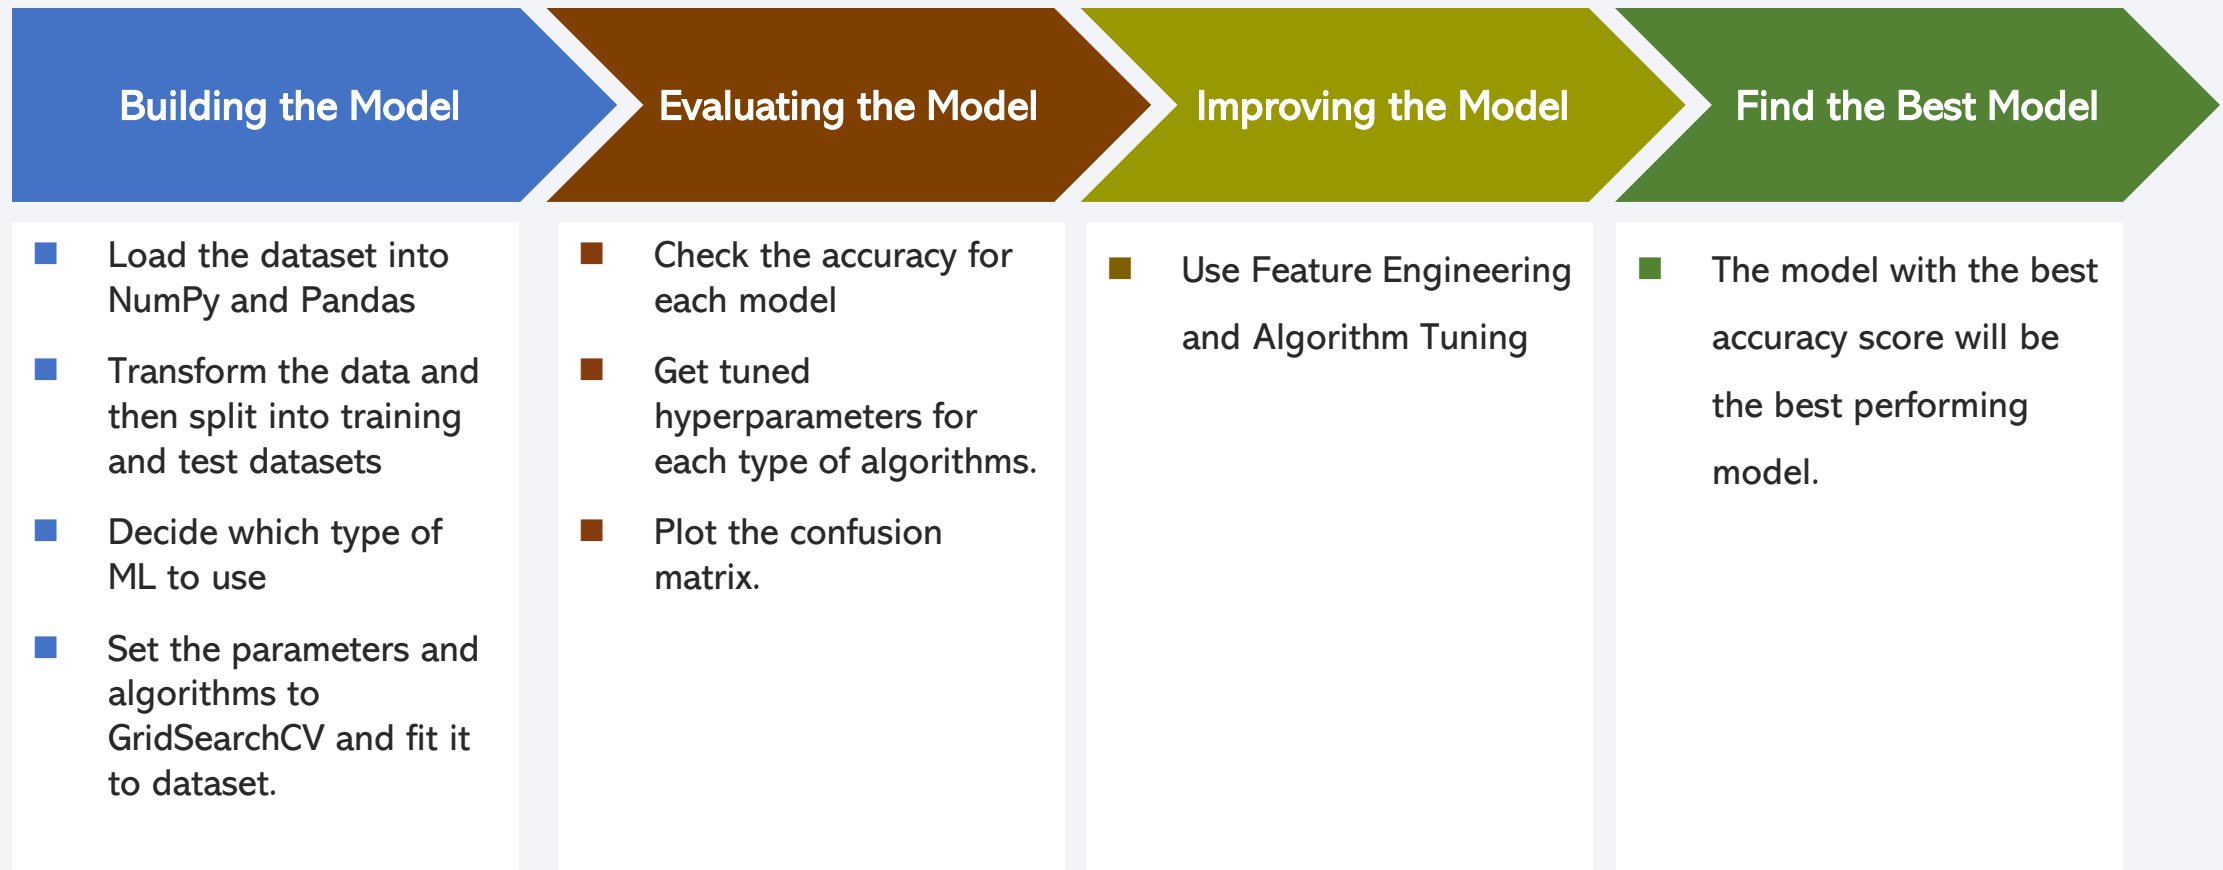 Building the Model
Evaluating the Model
Improving the Model
Find the Best Model
Load the dataset into
NumPy and Pandas
Transform the data and
then split into training
and test datasets
Decide which type of
ML to use
Set the parameters and
algorithms to
GridSearchCV and fit it
to dataset.
Check the accuracy for
each model
Get tuned
hyperparameters for
each type of algorithms.
Plot the confusion
matrix.
Use Feature Engineering
and Algorithm Tuning
The model with the best
accuracy score will be
the best performing
model.